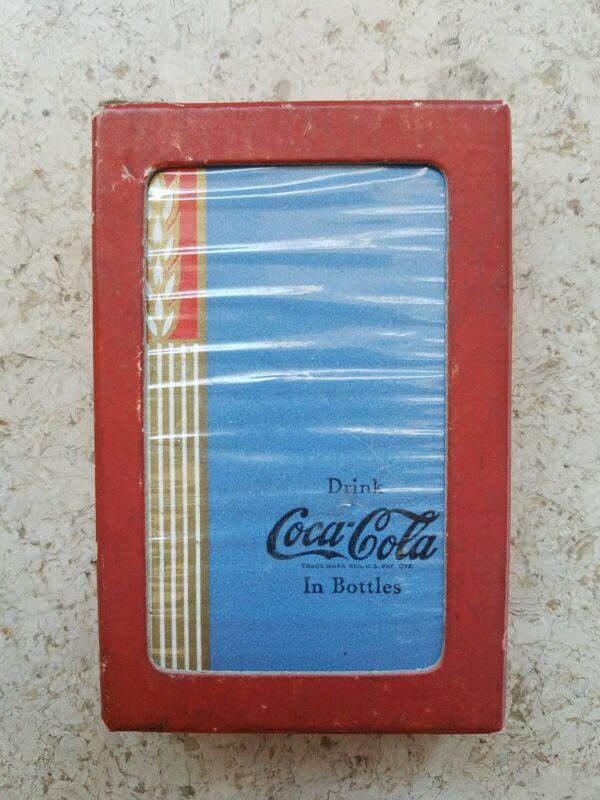 Drink
Coca-Cola
TRADE MARK REG. U.S. PAT. OFF.
In Bottles